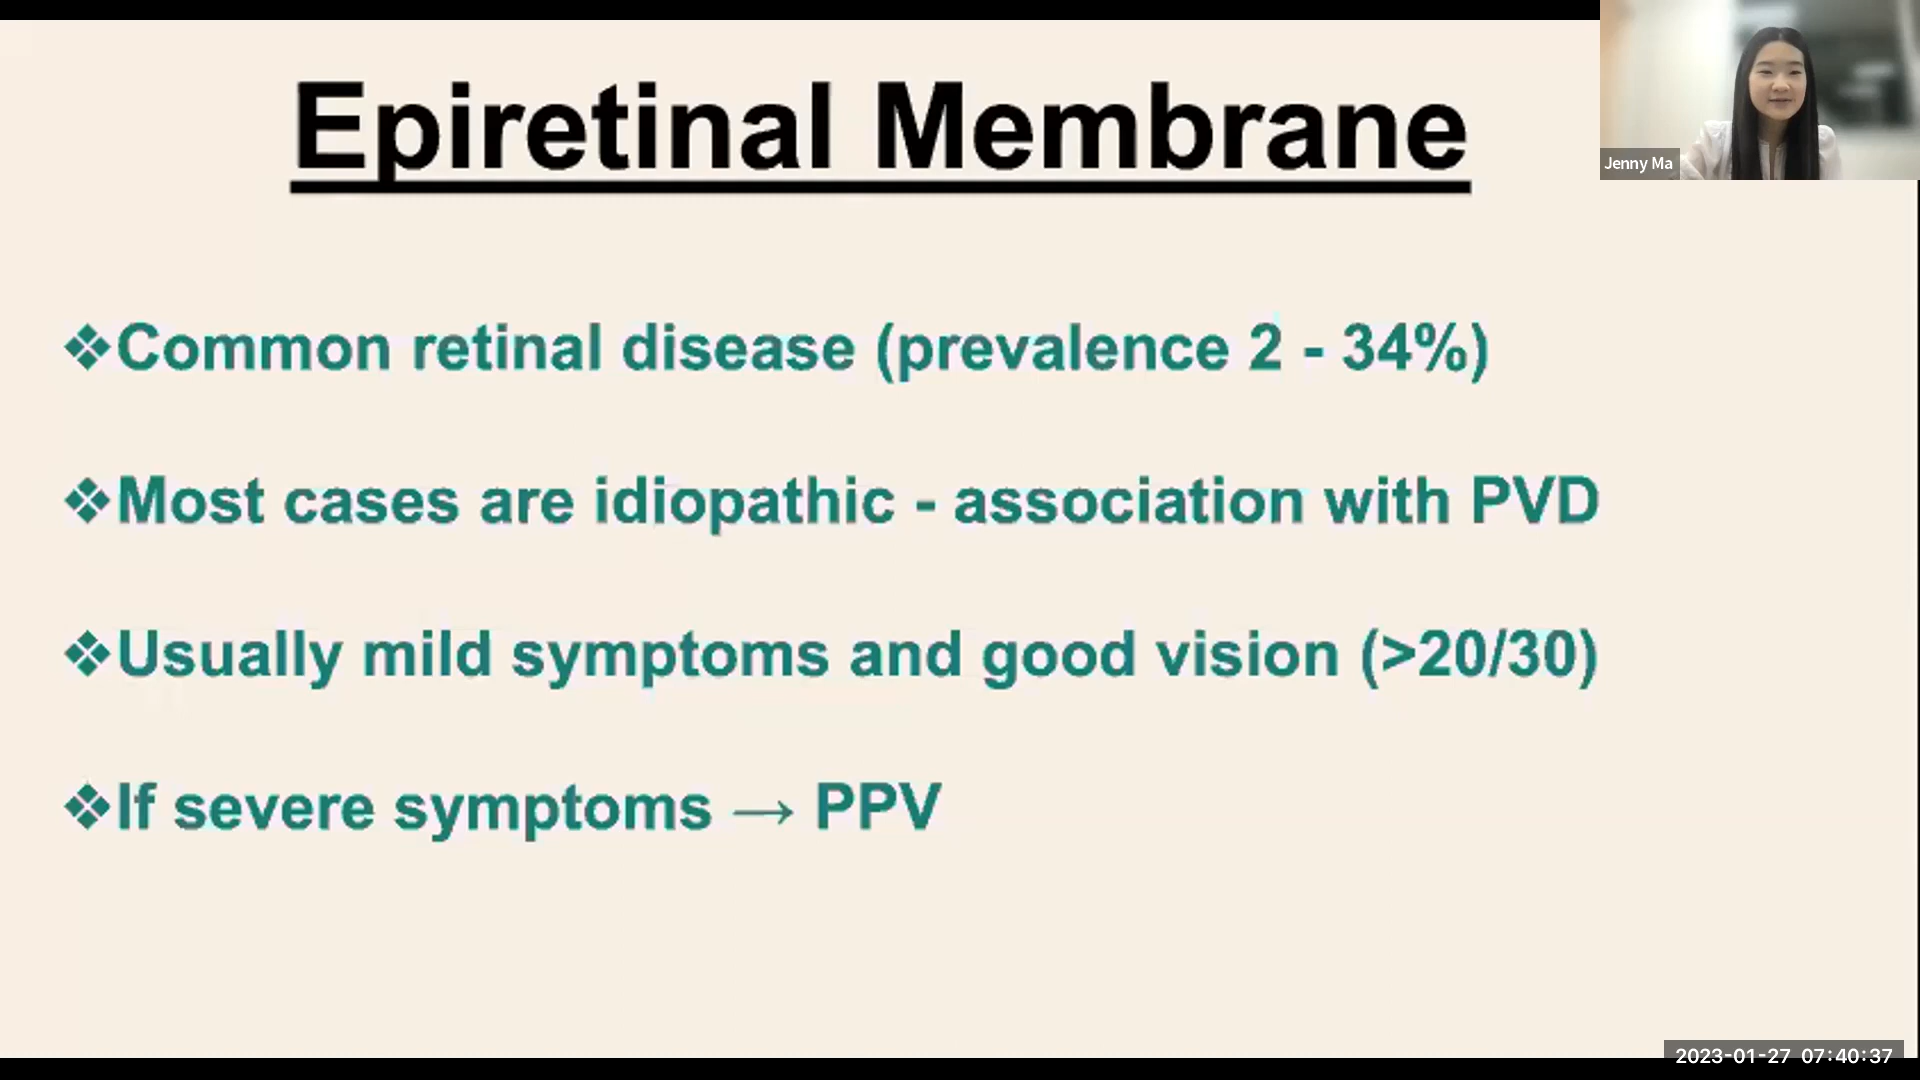 Epiretinal Membrane
Jenny Ma
❖Common retinal disease (prevalence 2 - 34%)
❖Most cases are idiopathic - association with PVD
❖Usually mild symptoms and good vision (>20/30)
❖If severe symptoms → PPV
2023-01-27 07:40:37